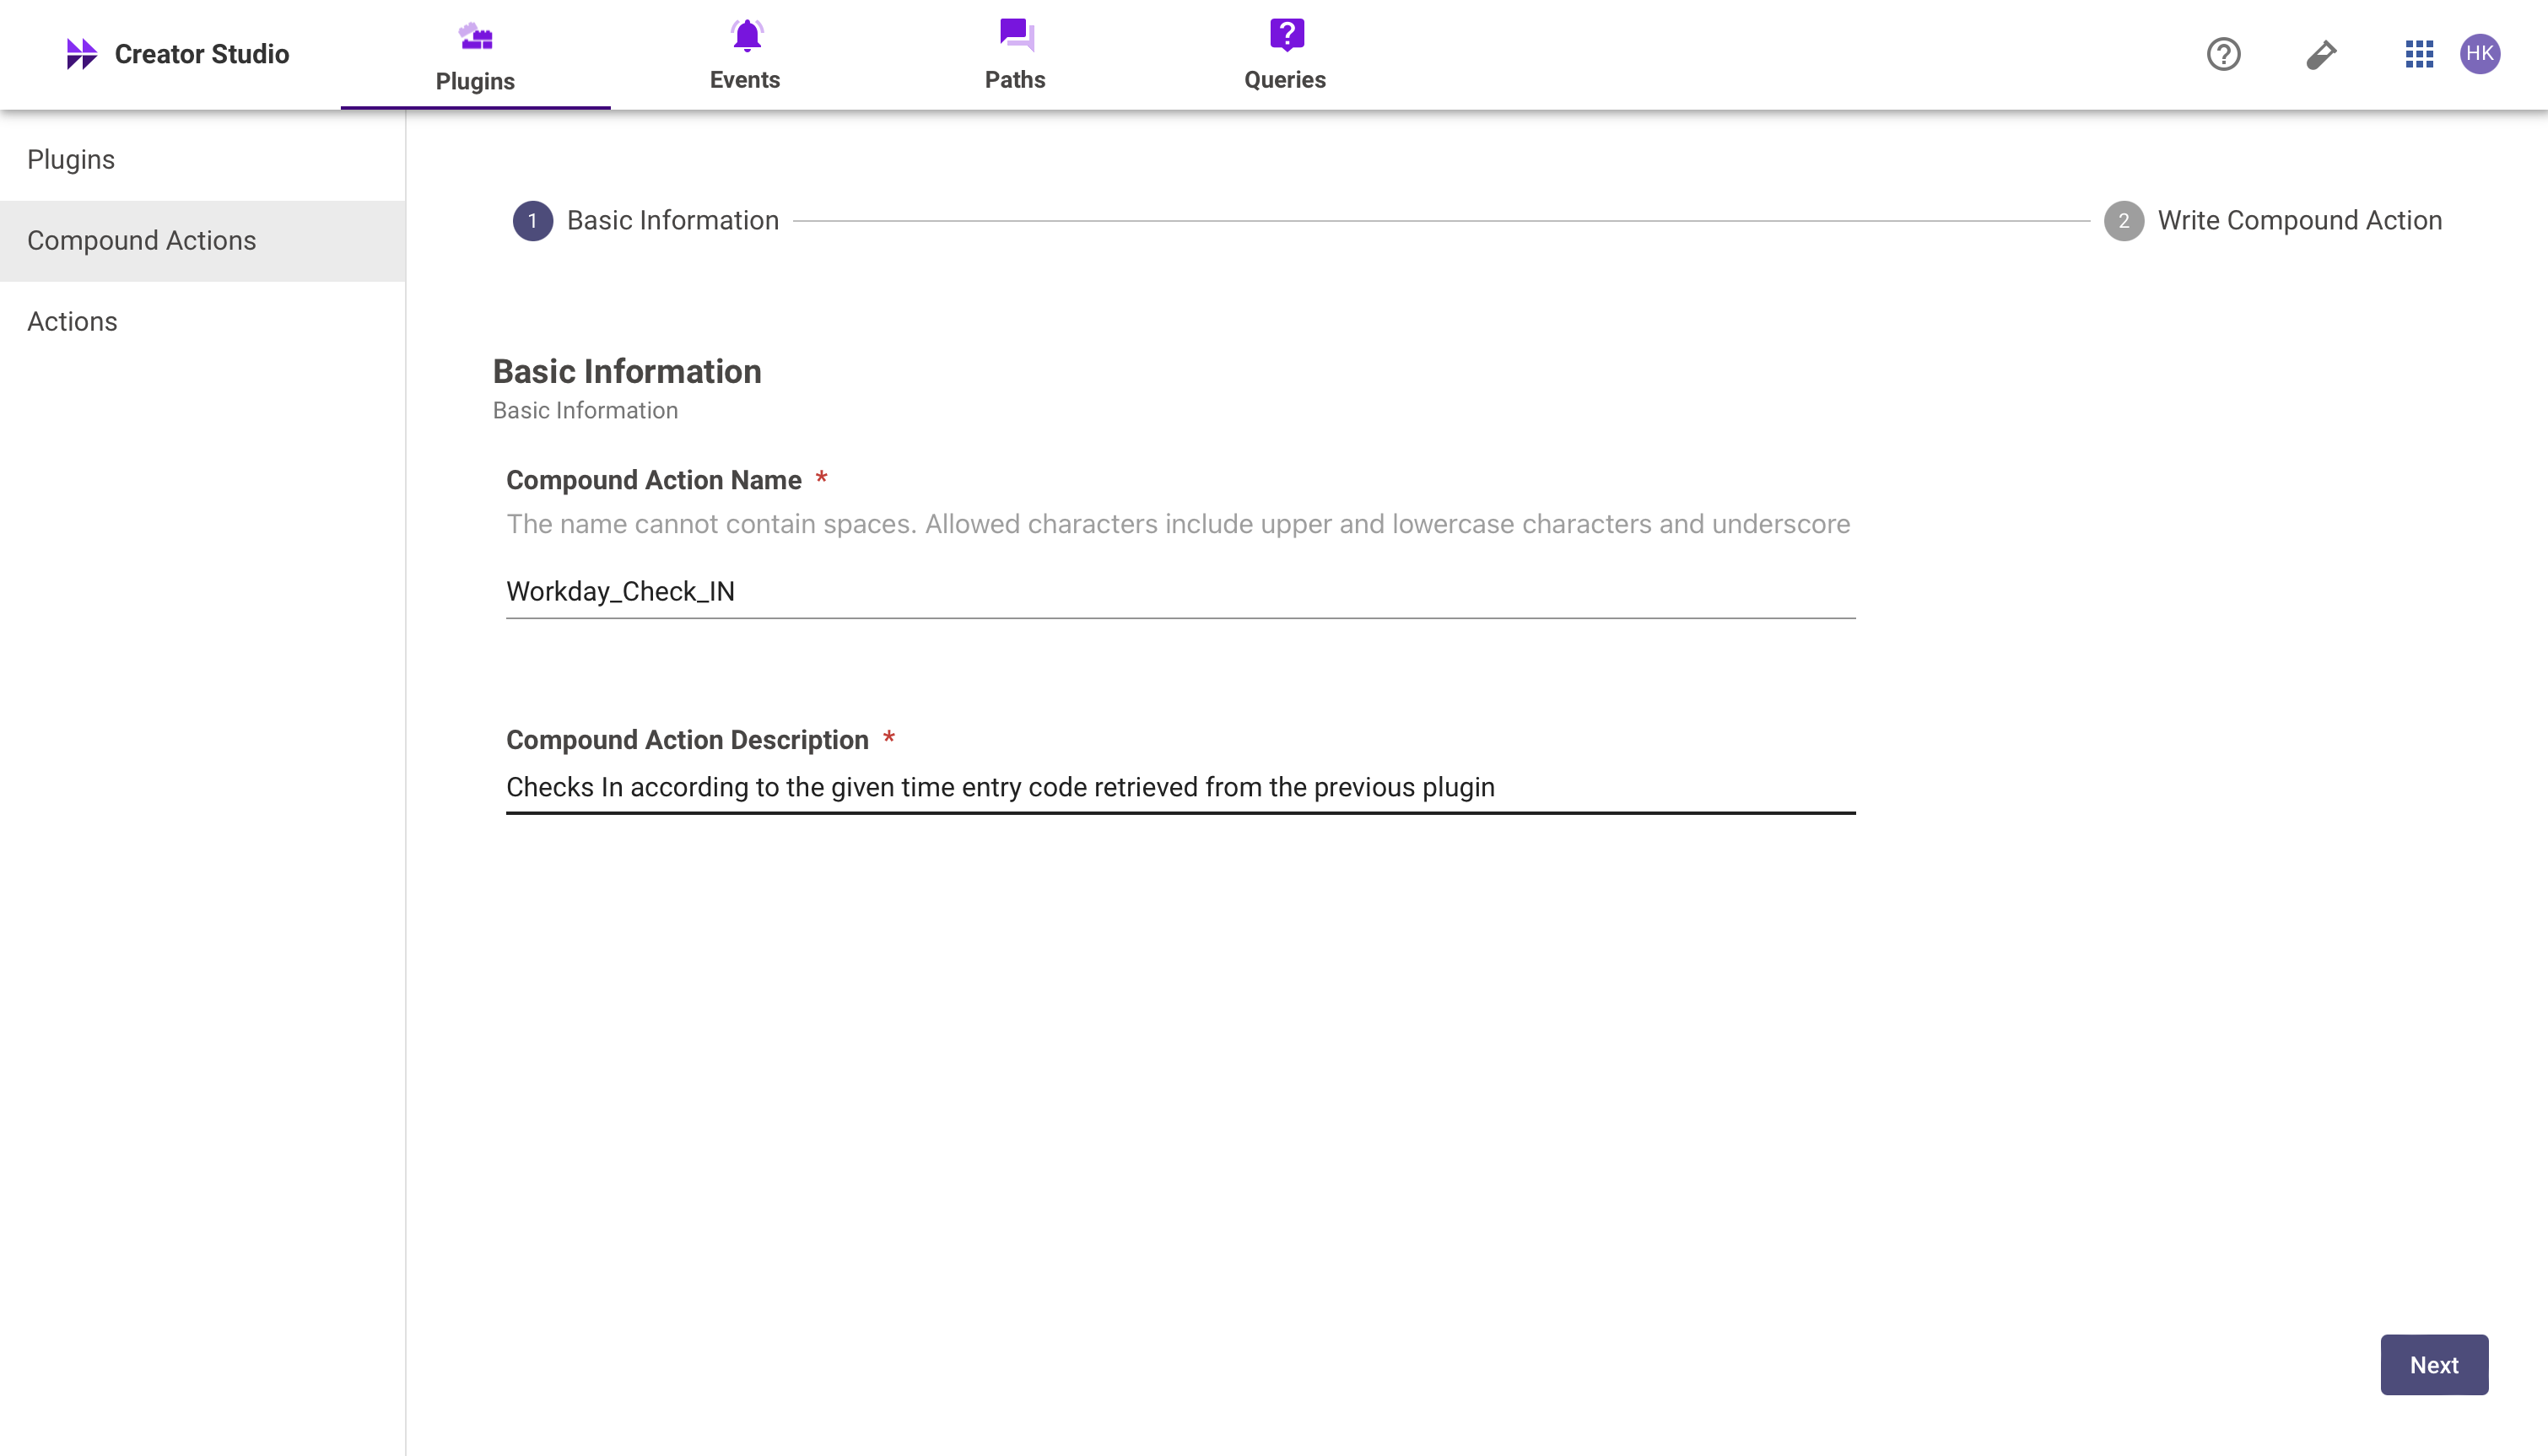 Creator Studio
Plugins
Events
Paths
Queries
HK
Plugins
Compound Actions
Actions
1 Basic Information
2 Write Compound Action
Basic Information
Basic Information
Compound Action Name *
The name cannot contain spaces. Allowed characters include upper and lowercase characters and underscore
Workday_Check_IN
Compound Action Description *
Checks In according to the given time entry code retrieved from the previous plugin
Next